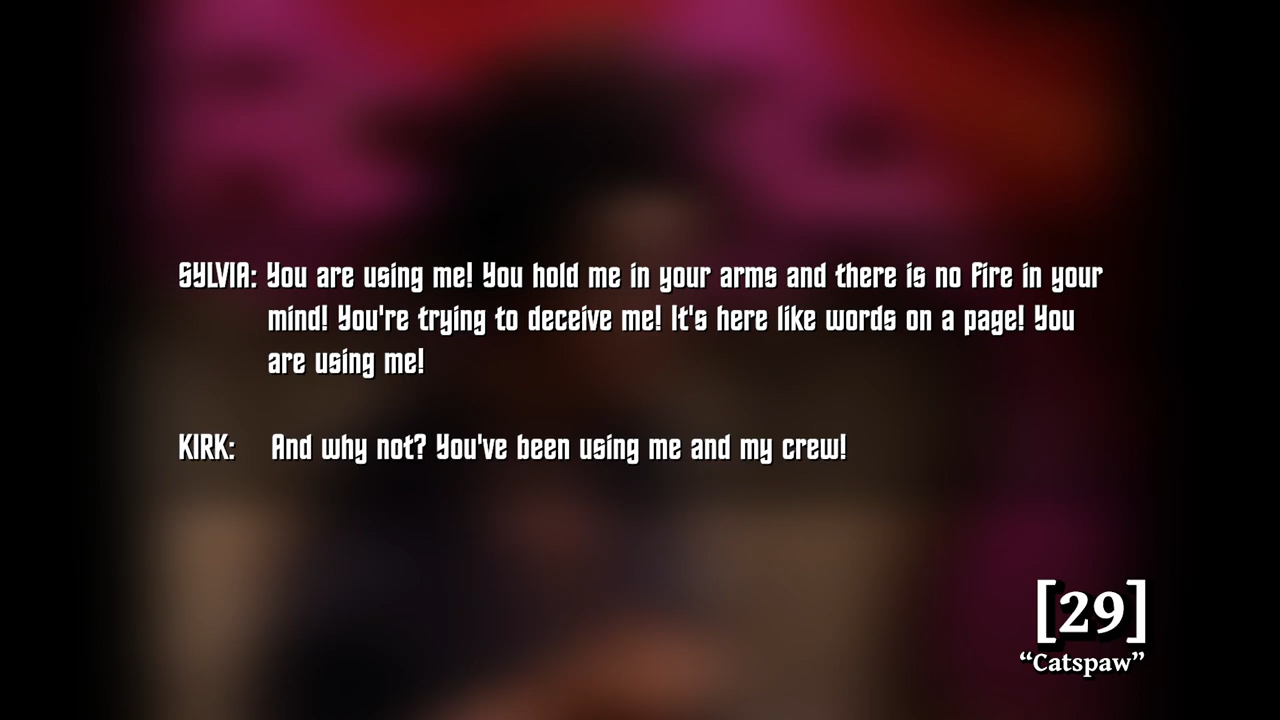 SYLVIA: You are using me! You hold me in your arms and there is no fire in your
mind! You're trying to deceive me! It's here like words on a page! You
are using me!
KIRK: And why not? You've been using me and my crew!
[29]
“Catspaw”